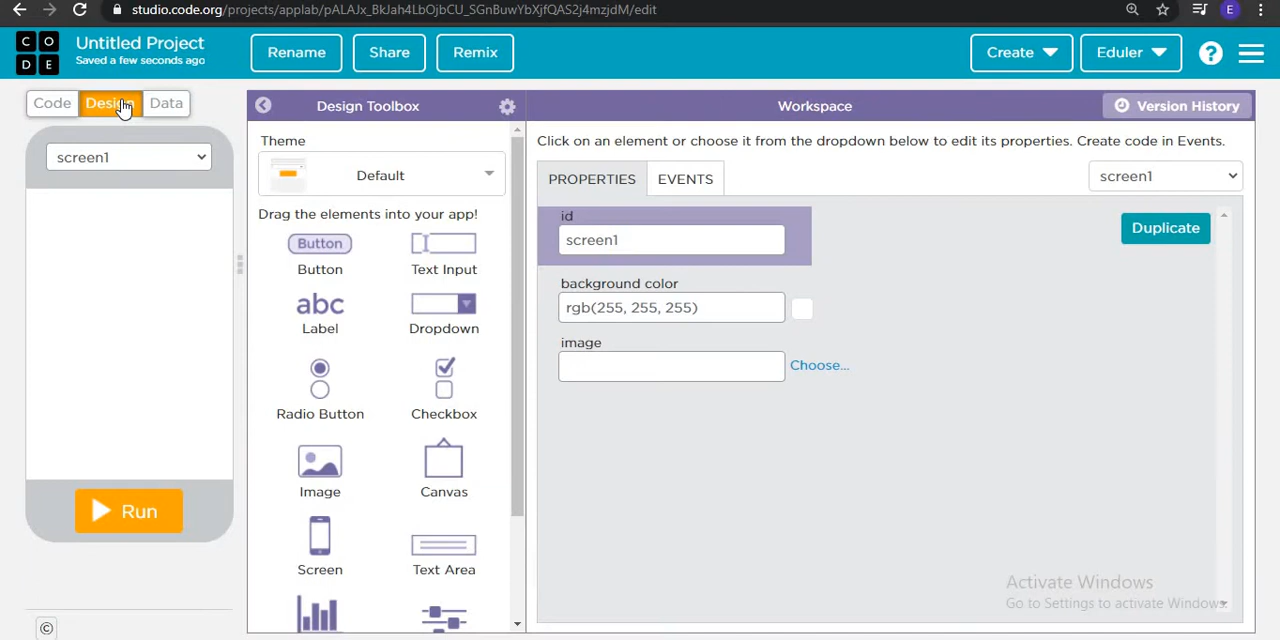 studio.code.org/projects/applab/pALAJx_BkJah4LbOjbCU_SGnBuwYbXjfQAS2j4mzjdM/edit
E
C O
D E
Untitled Project
Saved a few seconds ago
Rename
Share
Remix
Create
Eduler
?
Code
Design
Data
Design Toolbox
Workspace
Version History
screen1
Theme
Default
Drag the elements into your app!
Button
Button
Text Input
abc
Label
Dropdown
Radio Button
Checkbox
Image
Canvas
Screen
Text Area
Run
©
Click on an element or choose it from the dropdown below to edit its properties. Create code in Events.
PROPERTIES
EVENTS
screen1
id
screen1
Duplicate
background color
rgb(255, 255, 255)
image
Choose...
Activate Windows
Go to Settings to activate Windows.